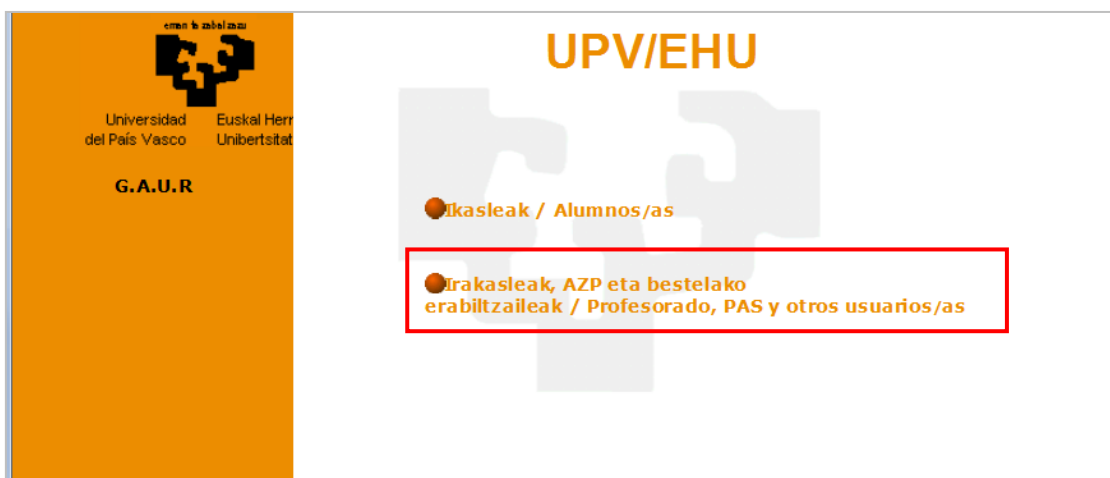 eman ta zabal zazu
UPV/EHU
Universidad
del País Vasco
Euskal Herr
Unibertsitat
G.A.U.R
Ikasleak / Alumnos/as
Irakasleak, AZP eta bestelako
erabiltzaileak / Profesorado, PAS y otros usuarios/as